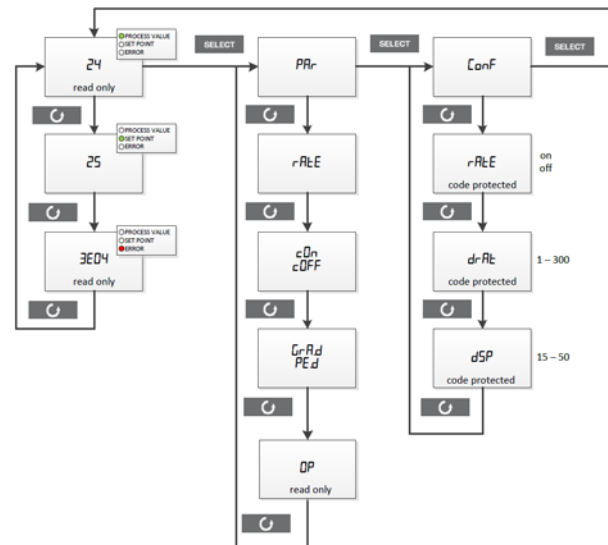 PROCESS VALUE
SET POINT
ERROR
24
read only
SELECT
PAr
SELECT
ConF
SELECT
PROCESS VALUE
SET POINT
ERROR
25
rAtE
rAtE
code protected
on
off
PROCESS VALUE
SET POINT
ERROR
3E04
read only
cOn
cOFF
drAt
code protected
1 – 300
GrA.d
PE.d
dSP
code protected
15 – 50
OP
read only